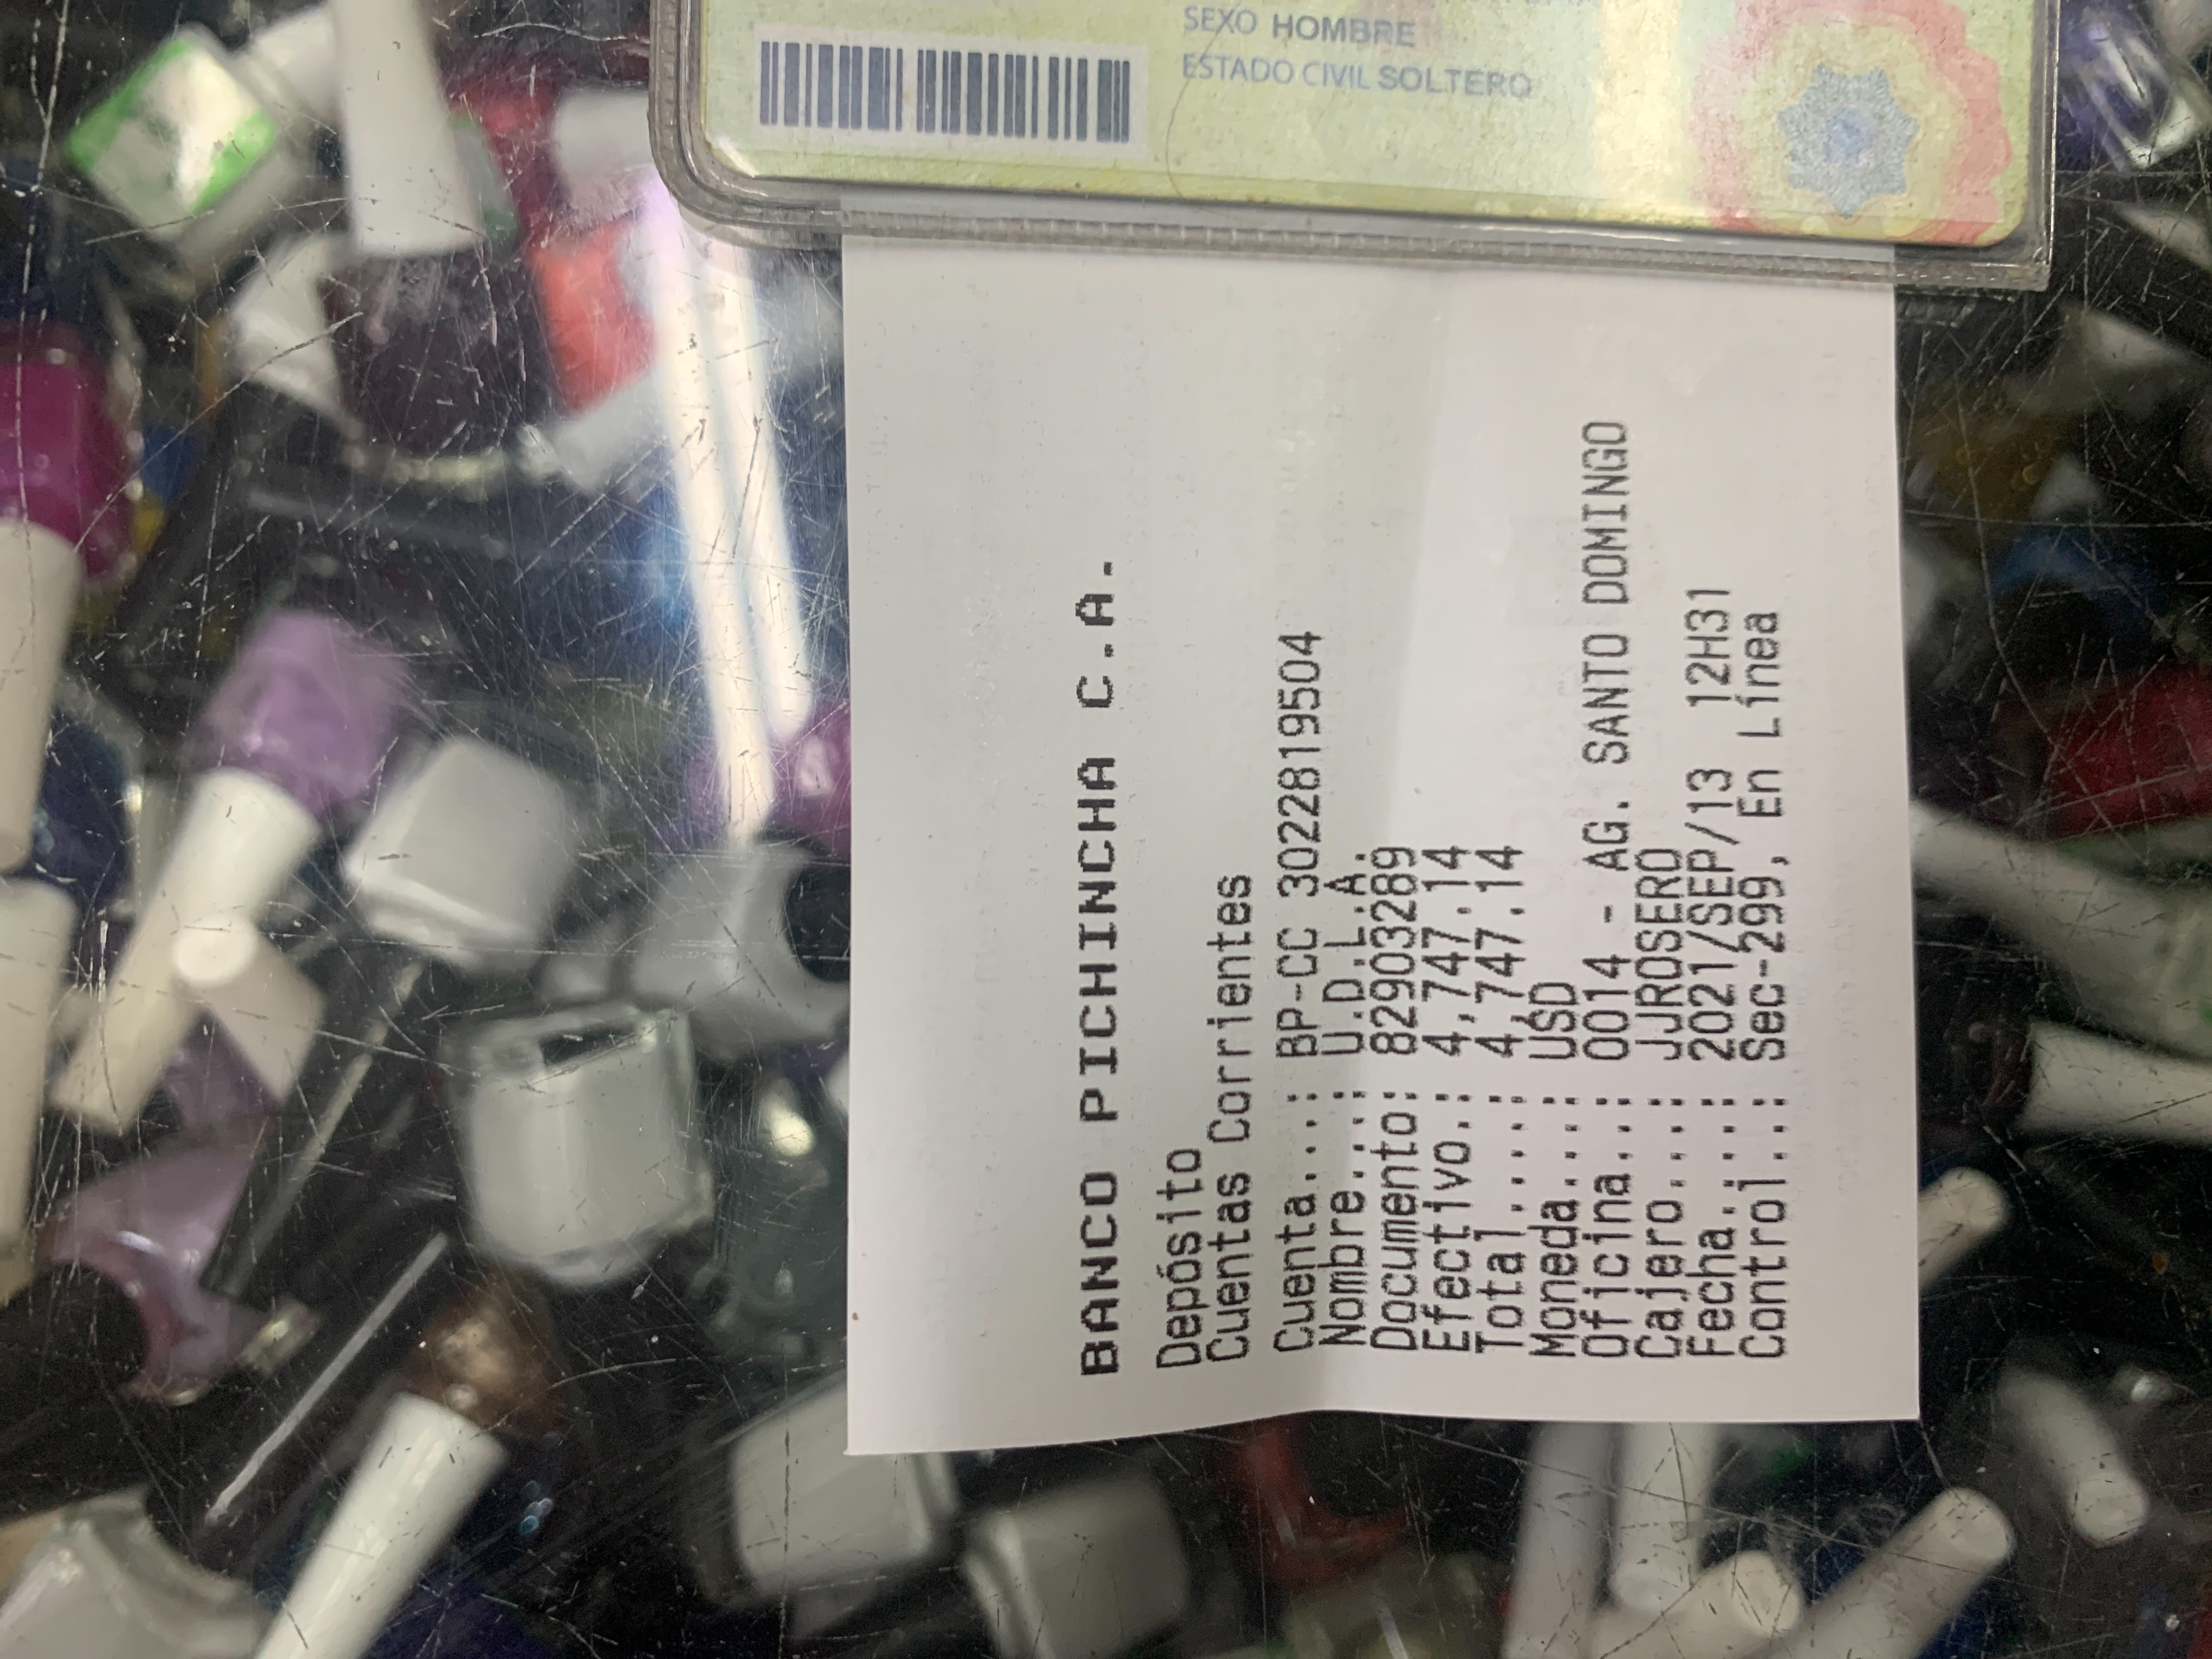 SEXO HOMBRE
ESTADO CIVIL SOLTERO
BANCO PICHINCHA C.A.
Depósito
Cuentas Corrientes
Cuenta...: BP-CC 3022819504
Nombre...: U.D.L.A.
Documento: 82903289
Efectivo.: 4,747.14
Total....: 4,747.14
Moneda...: USD
Oficina..: 0014 - AG. SANTO DOMINGO
Cajero...: JJROSERO
Fecha....: 2021/SEP/13 12H31
Control..: Sec-299, En Línea